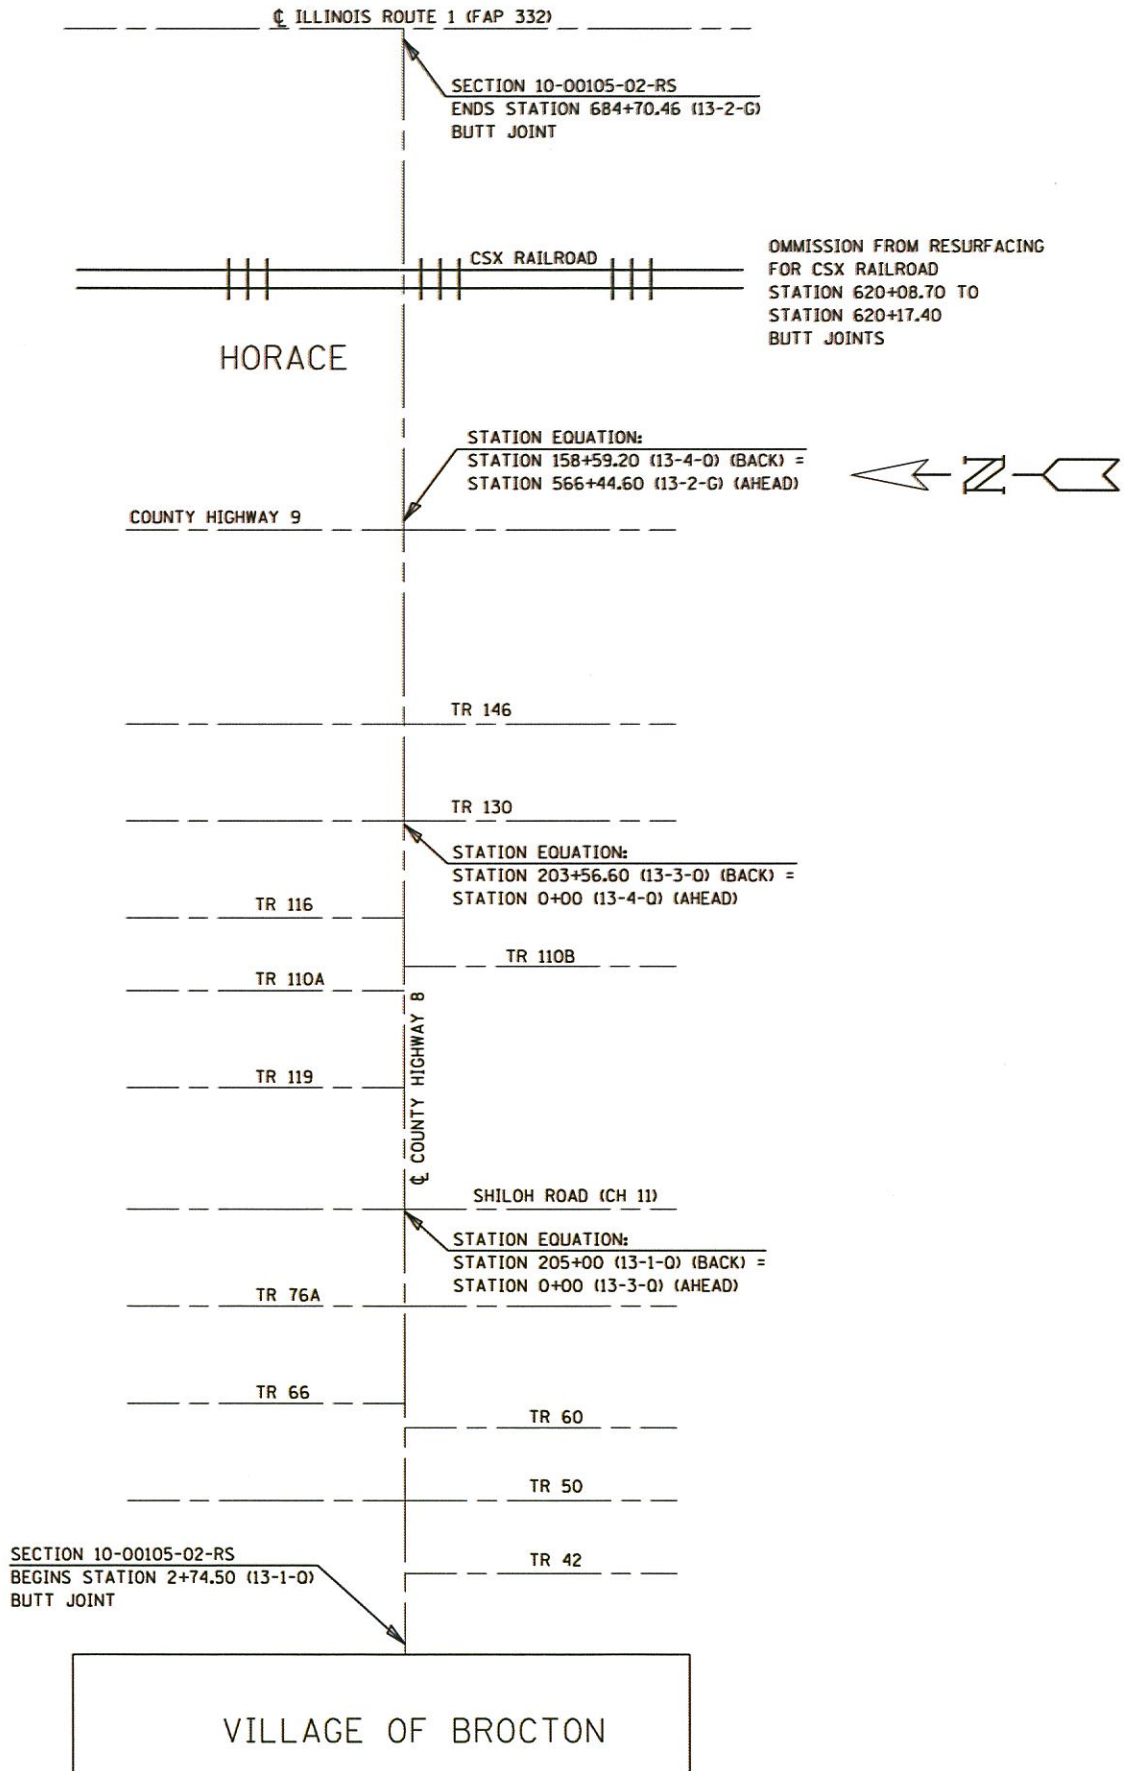 ℄ ILLINOIS ROUTE 1 (FAP 332)
SECTION 10-00105-02-RS
ENDS STATION 684+70.46 (13-2-G)
BUTT JOINT
CSX RAILROAD
OMMISSION FROM RESURFACING
FOR CSX RAILROAD
STATION 620+08.70 TO
STATION 620+17.40
BUTT JOINTS
HORACE
STATION EQUATION:
STATION 158+59.20 (13-4-Q) (BACK) =
STATION 566+44.60 (13-2-G) (AHEAD)
N
COUNTY HIGHWAY 9
TR 146
TR 130
STATION EQUATION:
STATION 203+56.60 (13-3-Q) (BACK) =
STATION 0+00 (13-4-Q) (AHEAD)
TR 116
TR 110B
TR 110A
℄ COUNTY HIGHWAY 8
TR 119
SHILOH ROAD (CH 11)
STATION EQUATION:
STATION 205+00 (13-1-Q) (BACK) =
STATION 0+00 (13-3-Q) (AHEAD)
TR 76A
TR 66
TR 60
TR 50
TR 42
SECTION 10-00105-02-RS
BEGINS STATION 2+74.50 (13-1-Q)
BUTT JOINT
VILLAGE OF BROCTON